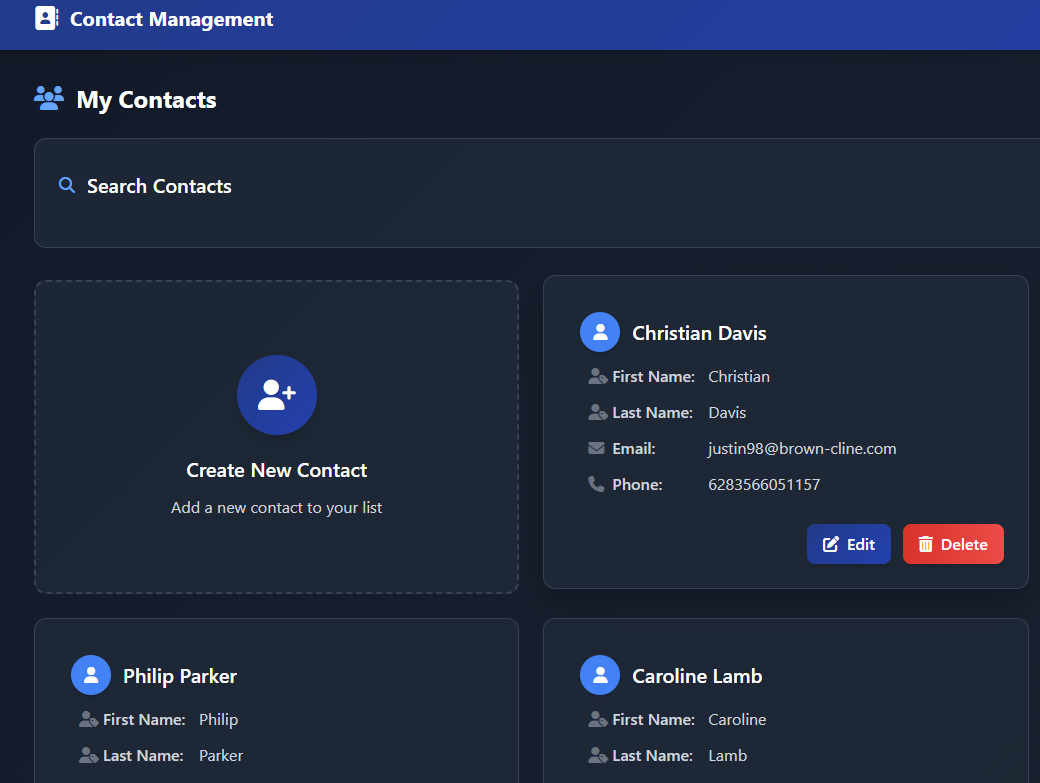 Contact Management
My Contacts
Search Contacts
Create New Contact
Add a new contact to your list
Christian Davis
First Name: Christian
Last Name: Davis
Email: justin98@brown-cline.com
Phone: 6283566051157
Edit Delete
Philip Parker
First Name: Philip
Last Name: Parker
Caroline Lamb
First Name: Caroline
Last Name: Lamb